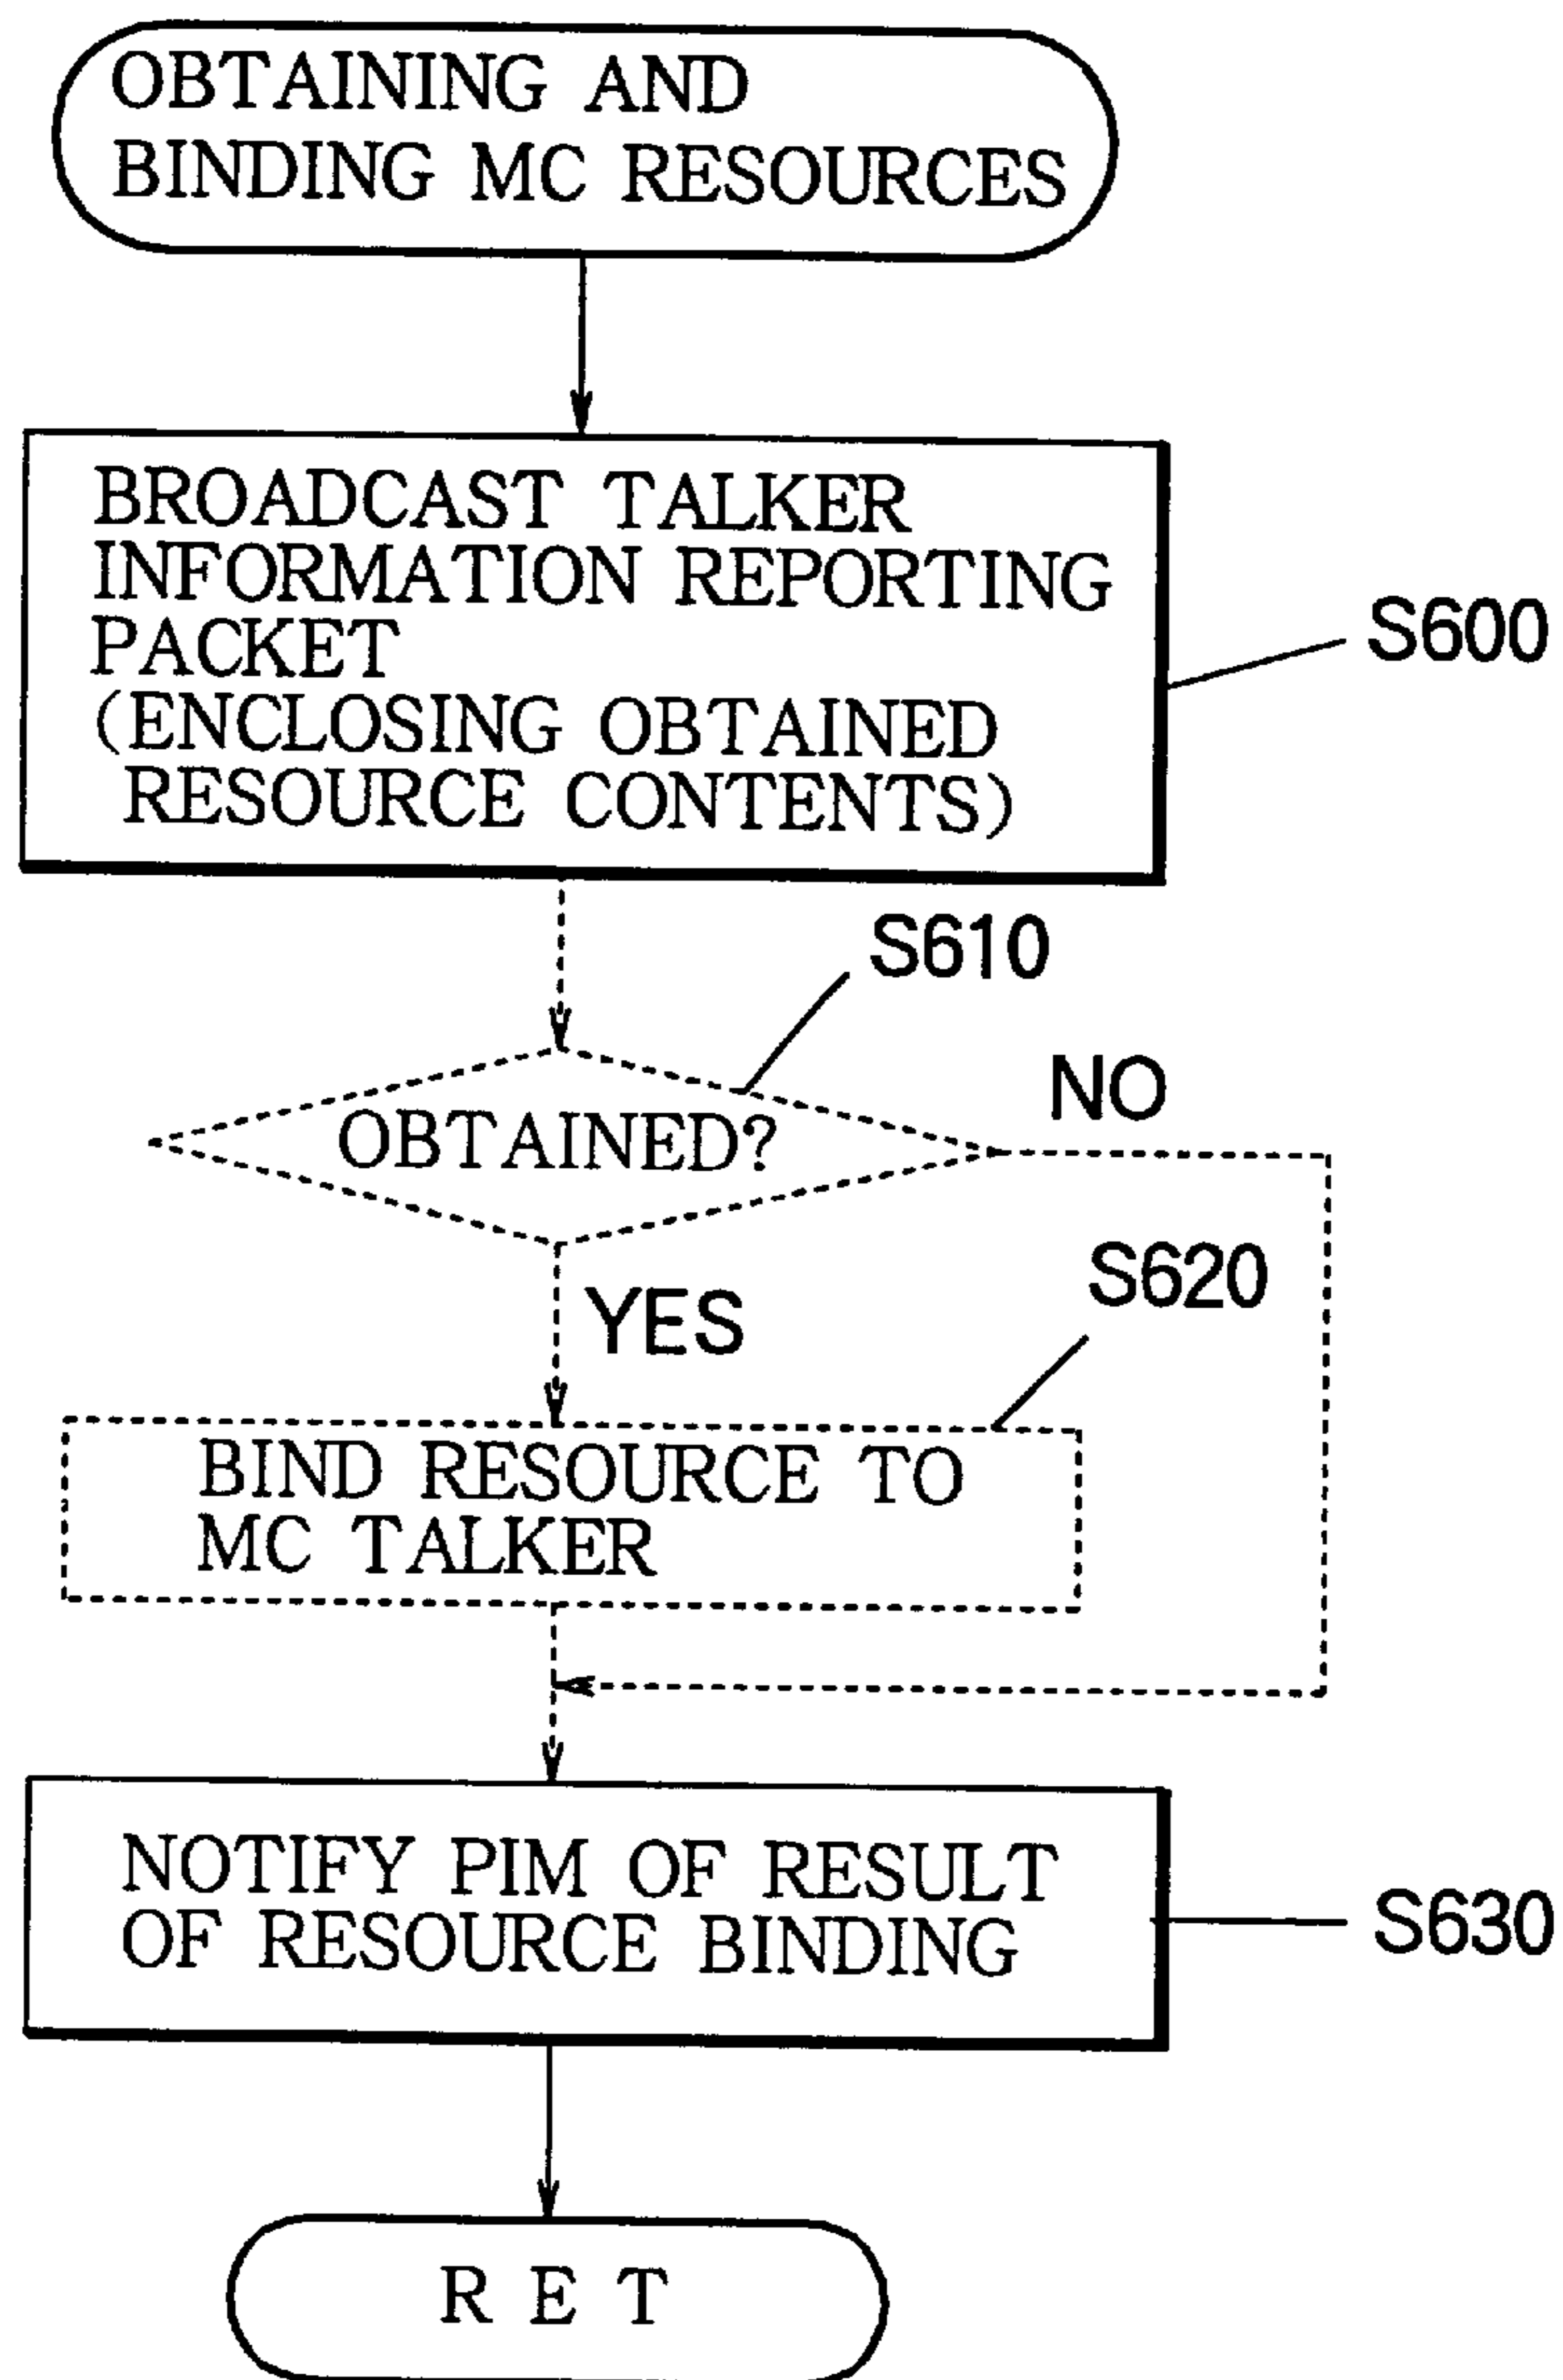 OBTAINING AND
BINDING MC RESOURCES
BROADCAST TALKER
INFORMATION REPORTING
PACKET
(ENCLOSING OBTAINED
RESOURCE CONTENTS)
S600
S610
OBTAINED?
NO
YES
S620
BIND RESOURCE TO
MC TALKER
NOTIFY PIM OF RESULT
OF RESOURCE BINDING
S630
RET